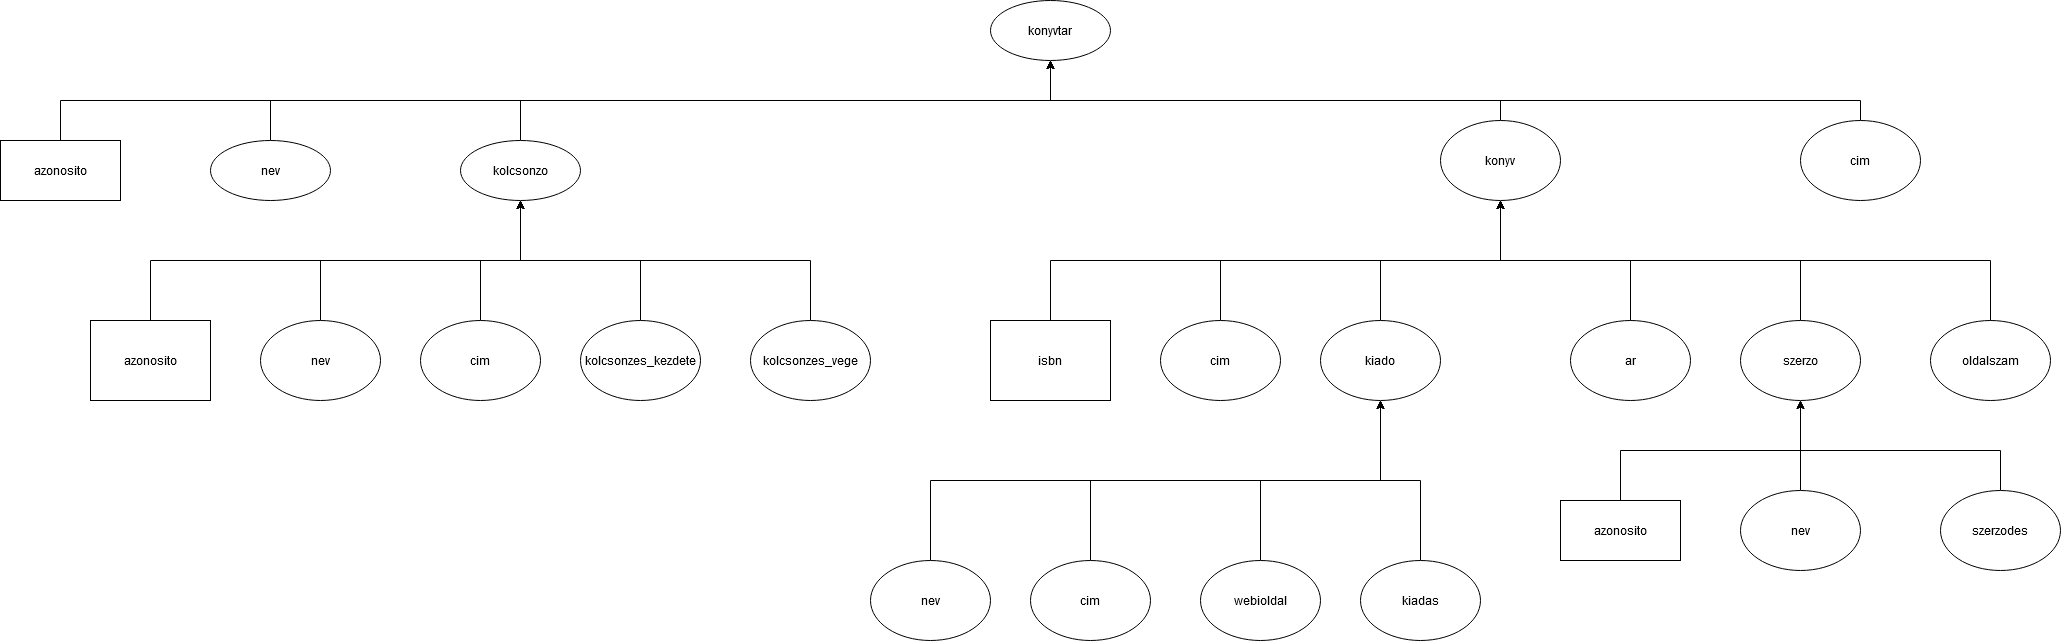 konyvtar
azonosito
nev
kolcsonzo
konyv
cim
azonosito
nev
cim
kolcsonzes_kezdete
kolcsonzes_vege
isbn
cim
kiado
ar
szerzo
oldalszam
azonosito
nev
szerzodes
nev
cim
webioldal
kiadas